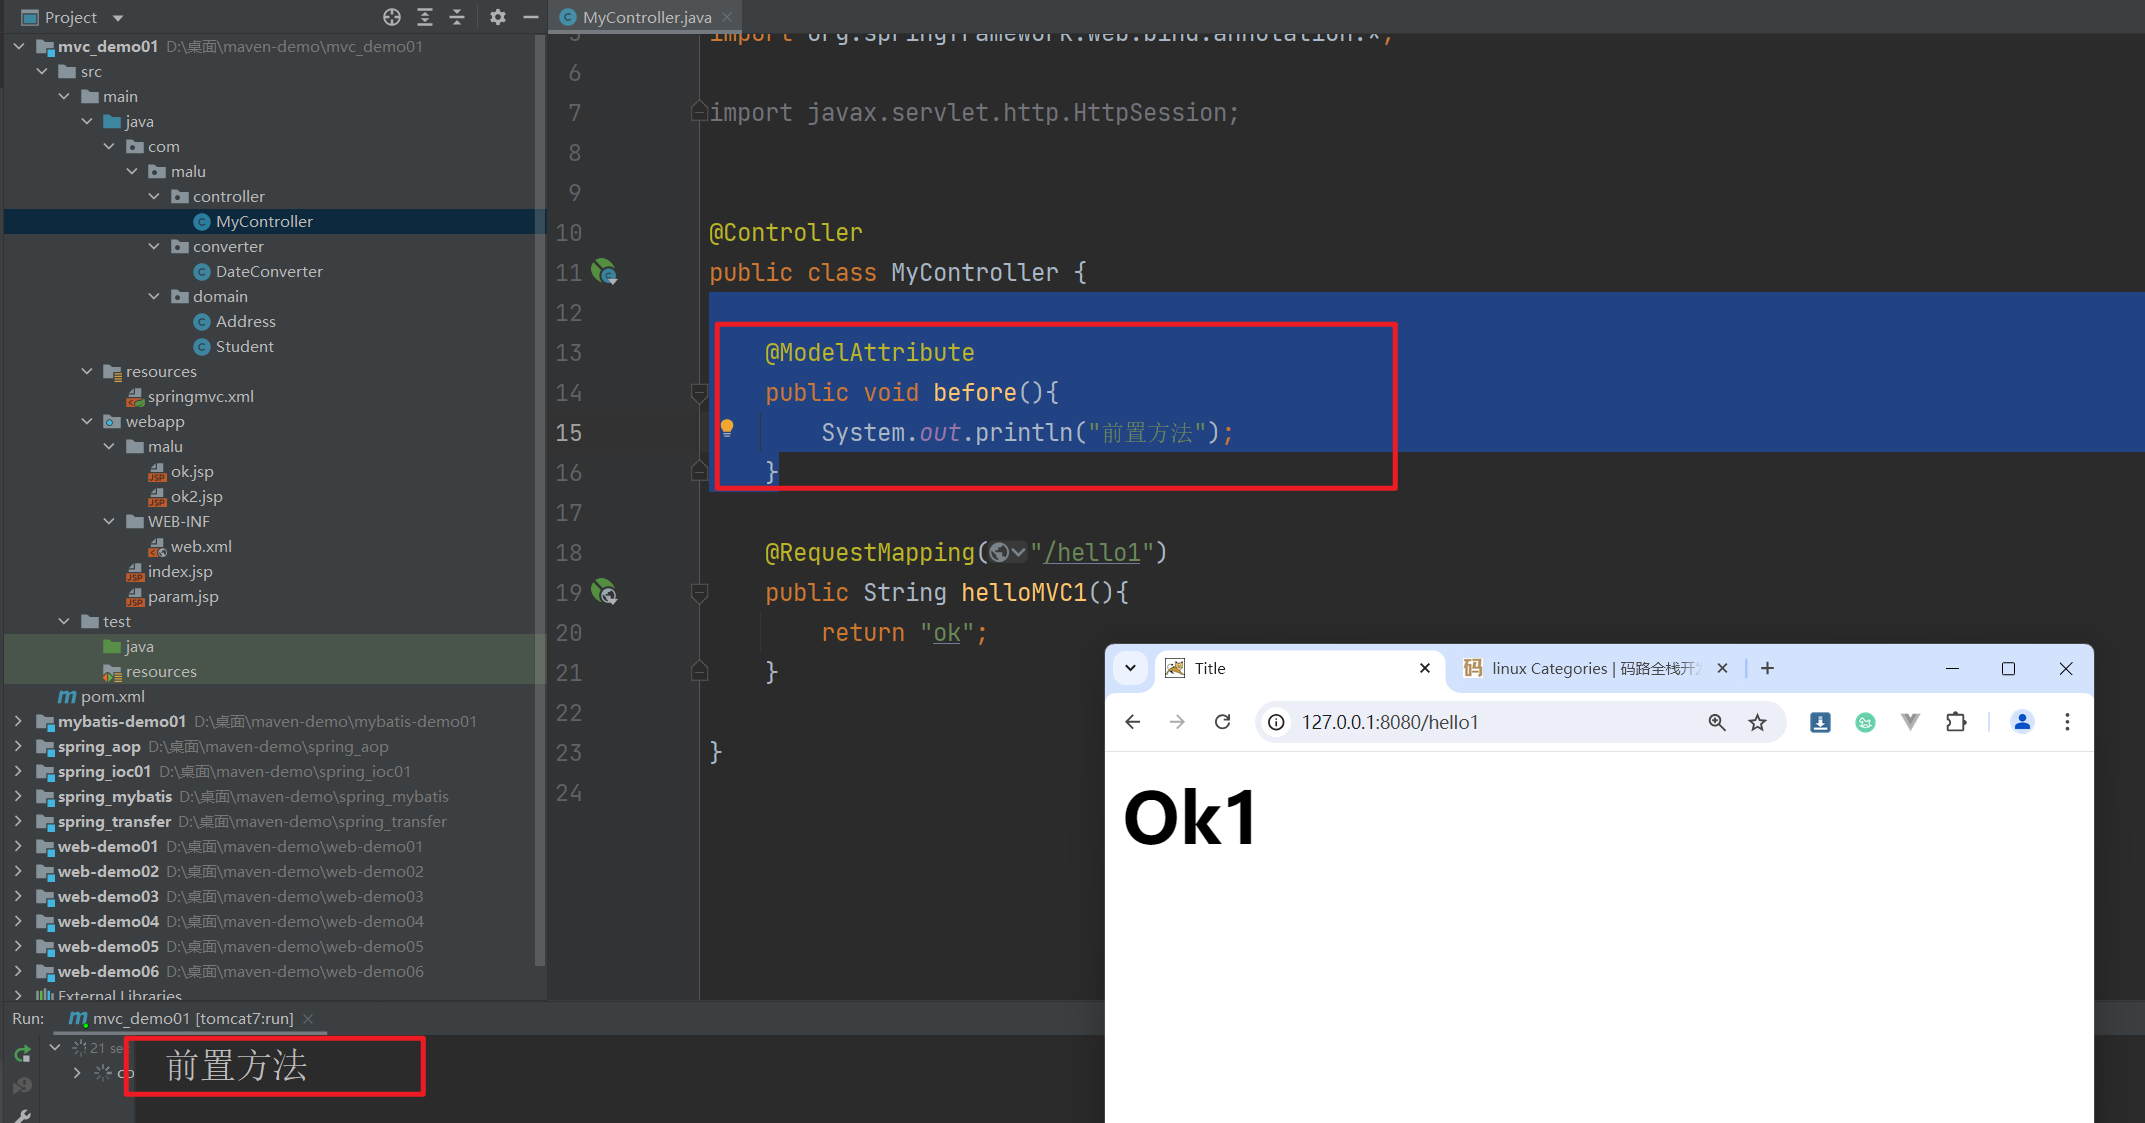 Project
mvc_demo01 D:\桌面\maven-demo\mvc_demo01
src
main
java
com
malu
controller
MyController
converter
DateConverter
domain
Address
Student
resources
springmvc.xml
webapp
malu
ok.jsp
ok2.jsp
WEB-INF
web.xml
index.jsp
param.jsp
test
java
resources
pom.xml
mybatis-demo01 D:\桌面\maven-demo\mybatis-demo01
spring_aop D:\桌面\maven-demo\spring_aop
spring_ioc01 D:\桌面\maven-demo\spring_ioc01
spring_mybatis D:\桌面\maven-demo\spring_mybatis
spring_transfer D:\桌面\maven-demo\spring_transfer
web-demo01 D:\桌面\maven-demo\web-demo01
web-demo02 D:\桌面\maven-demo\web-demo02
web-demo03 D:\桌面\maven-demo\web-demo03
web-demo04 D:\桌面\maven-demo\web-demo04
web-demo05 D:\桌面\maven-demo\web-demo05
web-demo06 D:\桌面\maven-demo\web-demo06
External Libraries
MyController.java
5 import org.springframework.web.bind.annotation.*;
6
7 import javax.servlet.http.HttpSession;
8
9
10 @Controller
11 public class MyController {
12
13 @ModelAttribute
14 public void before(){
15 System.out.println("前置方法");
16 }
17
18 @RequestMapping("/hello1")
19 public String helloMVC1(){
20 return "ok";
21 }
22
23 }
24
Title
linux Categories | 码路全栈开
127.0.0.1:8080/hello1
Ok1
Run: mvc_demo01 [tomcat7:run]
21 se
前置方法